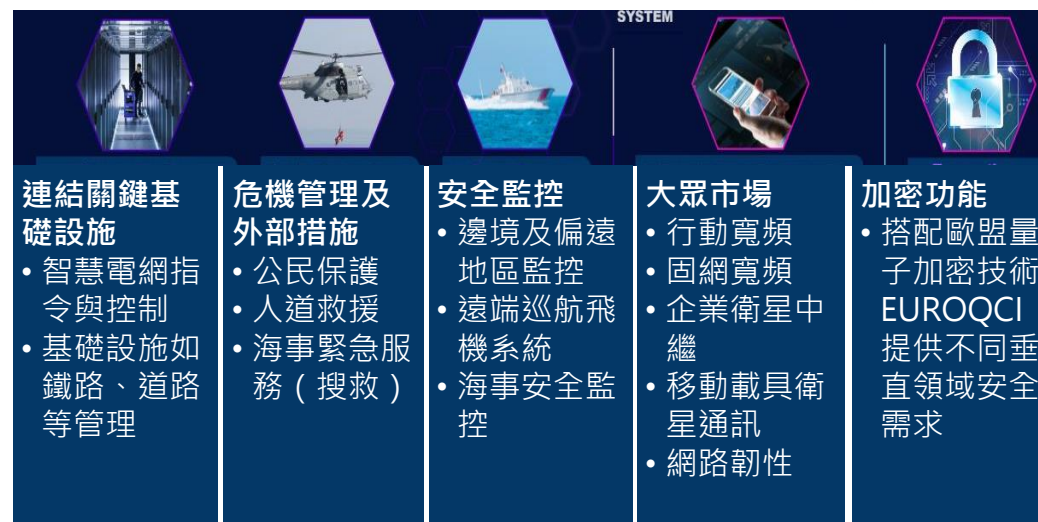 SYSTEM
連結關鍵基
礎設施
• 智慧電網指
令與控制
• 基礎設施如
鐵路、道路
等管理
危機管理及
外部措施
• 公民保護
• 人道救援
• 海事緊急服
務（搜救）
安全監控
• 邊境及偏遠
地區監控
• 遠端巡航飛
機系統
• 海事安全監
控
大眾市場
• 行動寬頻
• 固網寬頻
• 企業衛星中
繼
• 移動載具衛
星通訊
• 網路韌性
加密功能
• 搭配歐盟量
子加密技術
EUROQCI
提供不同垂
直領域安全
需求